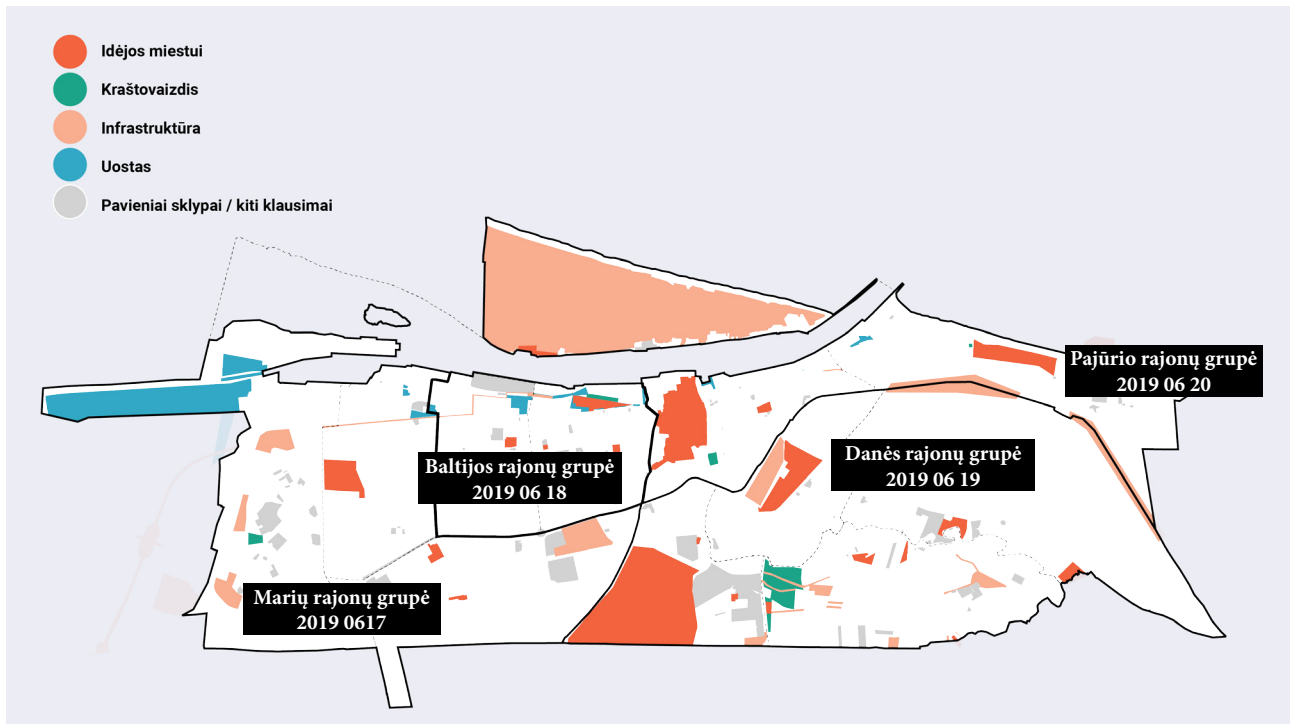 Idėjos miestui
Kraštovaizdis
Infrastruktūra
Uostas
Pavieniai sklypai / kiti klausimai
Pajūrio rajonų grupė
2019 06 20
Danės rajonų grupė
2019 06 19
Baltijos rajonų grupė
2019 06 18
Marių rajonų grupė
2019 0617